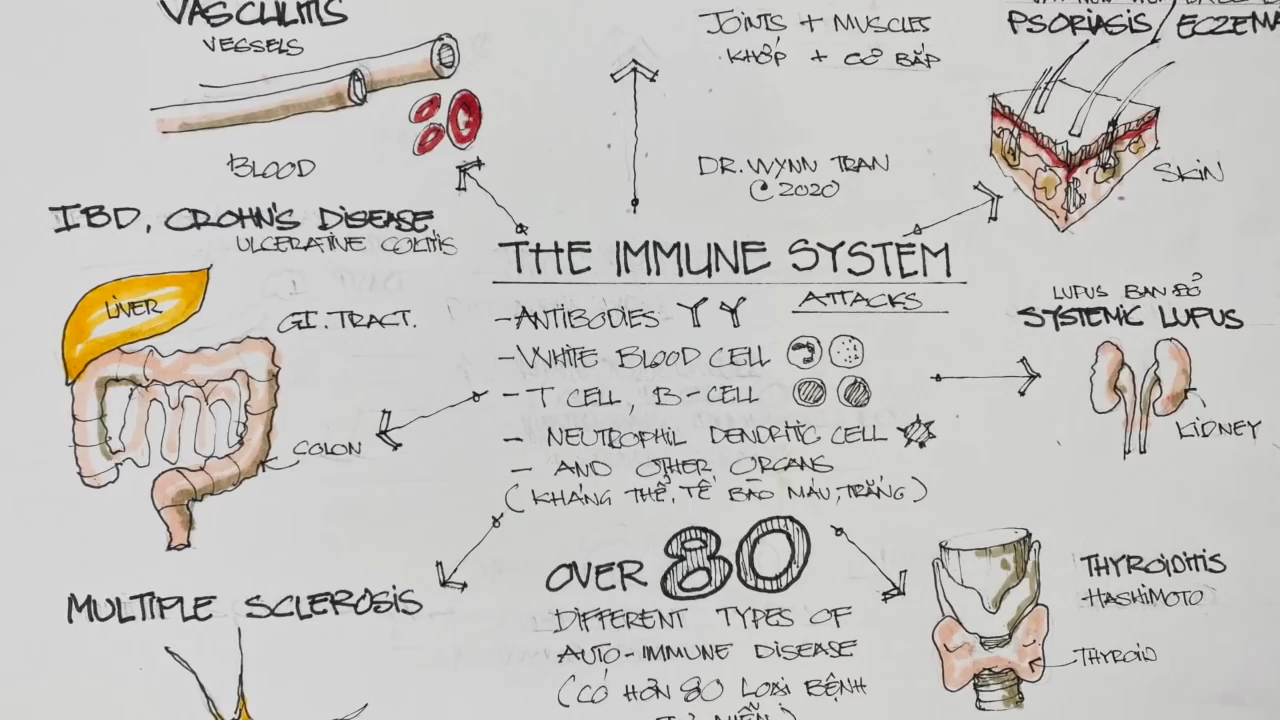 VASCULITIS
VESSELS
BLOOD
JOINTS + MUSCLES
KHỚP + CƠ BẮP
PSORIASIS / ECZEMA
SKIN
DR. WYNN TRAN
© 2020
IBD, CROHN'S DISEASE
ULCERATIVE COLITIS
LIVER
GI. TRACT.
COLON
THE IMMUNE SYSTEM
ATTACKS
- ANTIBODIES
- WHITE BLOOD CELL
- T CELL, B-CELL
- NEUTROPHIL DENDRITIC CELL
- AND OTHER ORGANS
(KHÁNG THỂ, TẾ BÀO MÁU, TRẮNG)
LUPUS BAN ĐỎ
SYSTEMIC LUPUS
KIDNEY
MULTIPLE SCLEROSIS
OVER 80
DIFFERENT TYPES OF
AUTO-IMMUNE DISEASE
(CÓ HƠN 80 LOẠI BỆNH
THYROIDITIS
HASHIMOTO
THYROID